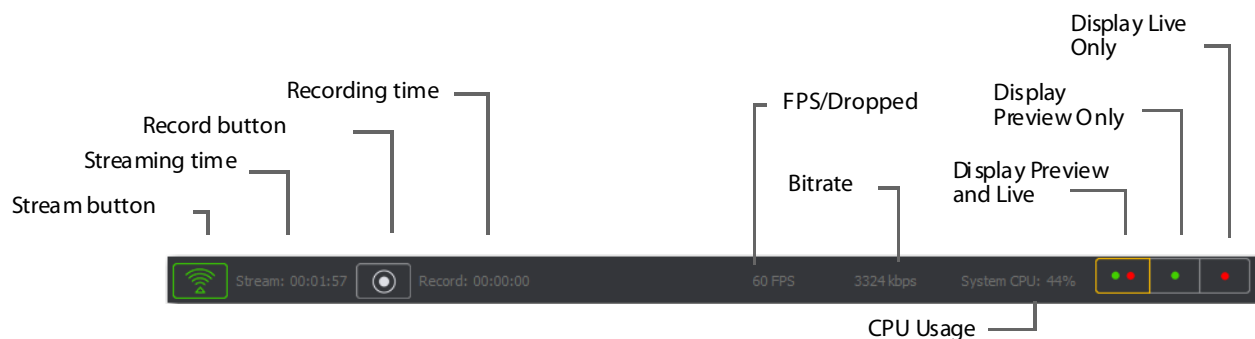 Display Live
Only
Recording time
FPS/Dropped
Display
Preview Only
Record button
Streaming time
Bitrate
Display Preview
and Live
Stream button
Stream: 00:01:57
Record: 00:00:00
60 FPS
3324 kbps
System CPU: 44%
CPU Usage